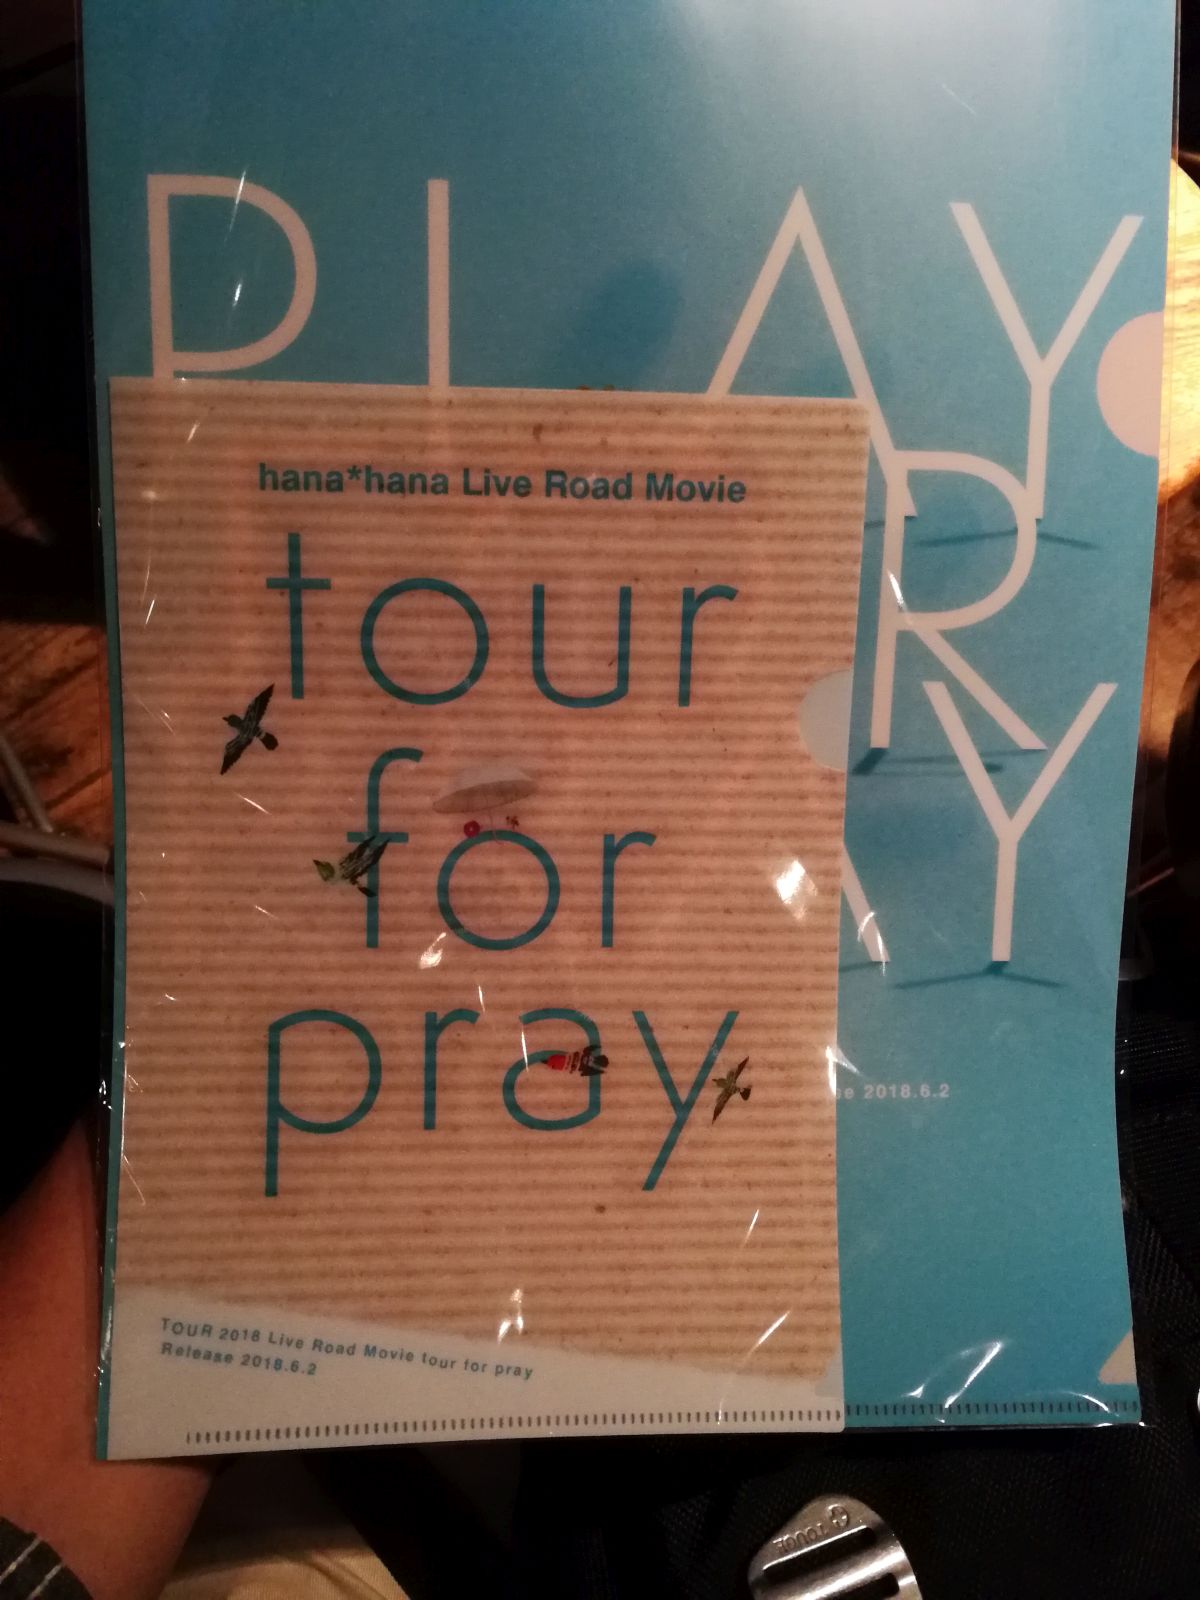 PLAY
hana*hana Live Road Movie
tour
for
pray
R
AY
2018.6.2
TOUR 2018 Live Road Movie tour for pray
Release 2018.6.2